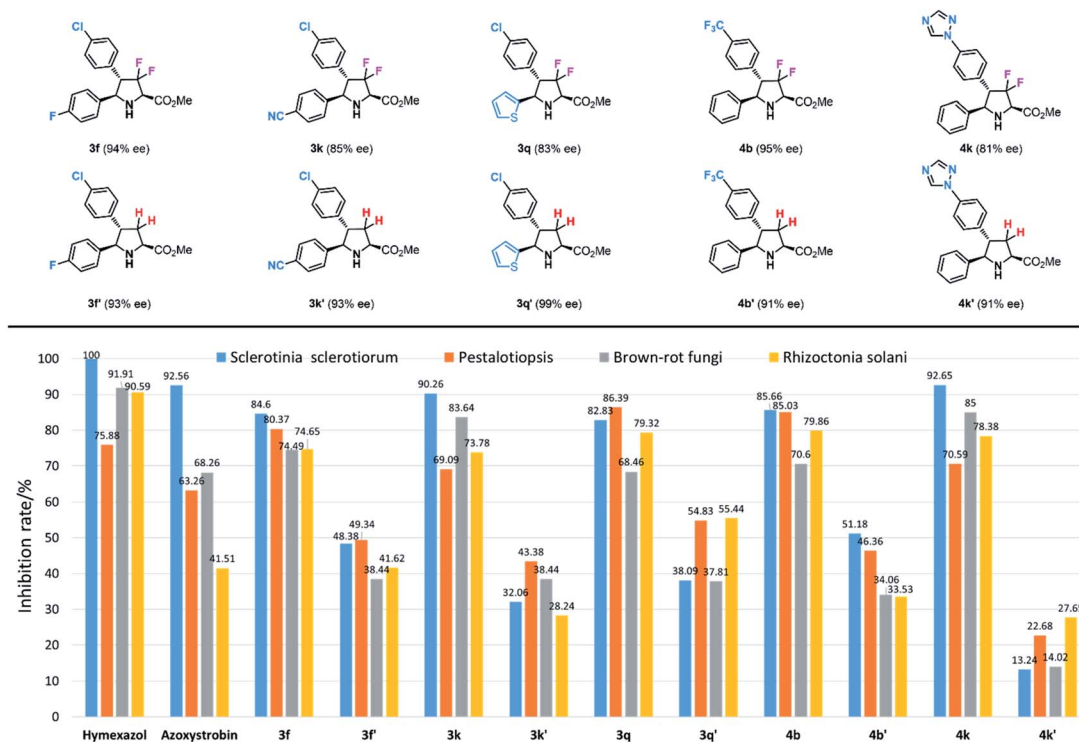 Cl
F
F
F
N
H
CO₂Me
3f (94% ee)
Cl
F
F
NC
N
H
CO₂Me
3k (85% ee)
Cl
F
F
S
N
H
CO₂Me
3q (83% ee)
F₃C
F
F
N
H
CO₂Me
4b (95% ee)
N
N
N
F
F
N
H
CO₂Me
4k (81% ee)
Cl
H
H
F
N
H
CO₂Me
3f' (93% ee)
Cl
H
H
NC
N
H
CO₂Me
3k' (93% ee)
Cl
H
H
S
N
H
CO₂Me
3q' (99% ee)
F₃C
H
H
N
H
CO₂Me
4b' (91% ee)
N
N
N
H
H
N
H
CO₂Me
4k' (91% ee)
Sclerotinia sclerotiorum Pestalotiopsis Brown-rot fungi Rhizoctonia solani
Inhibition rate/%
100
90
80
70
60
50
40
30
20
10
0
100 75.88 91.91 90.59
92.56 63.26 68.26 41.51
84.6 80.37 74.49 74.65
48.38 49.34 38.44 41.62
90.26 69.09 83.64 73.78
32.06 43.38 38.44 28.24
82.83 86.39 68.46 79.32
38.09 54.83 37.81 55.44
85.66 85.03 70.6 79.86
51.18 46.36 34.06 33.53
92.65 70.59 85 78.38
13.24 22.68 14.02 27.65
Hymexazol Azoxystrobin 3f 3f' 3k 3k' 3q 3q' 4b 4b' 4k 4k'